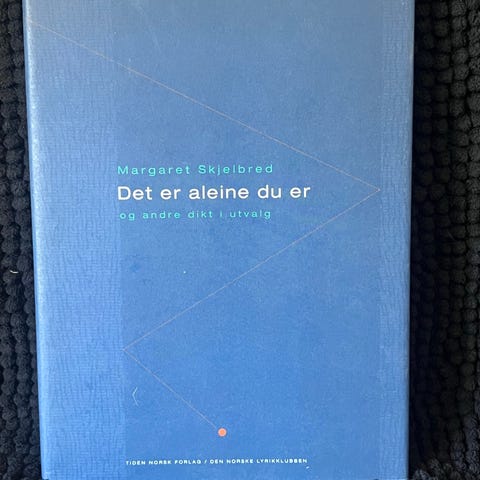 Margaret Skjelbred
Det er aleine du er
og andre dikt i utvalg
TIDEN NORSK FORLAG / DEN NORSKE LYRIKKLUBBEN